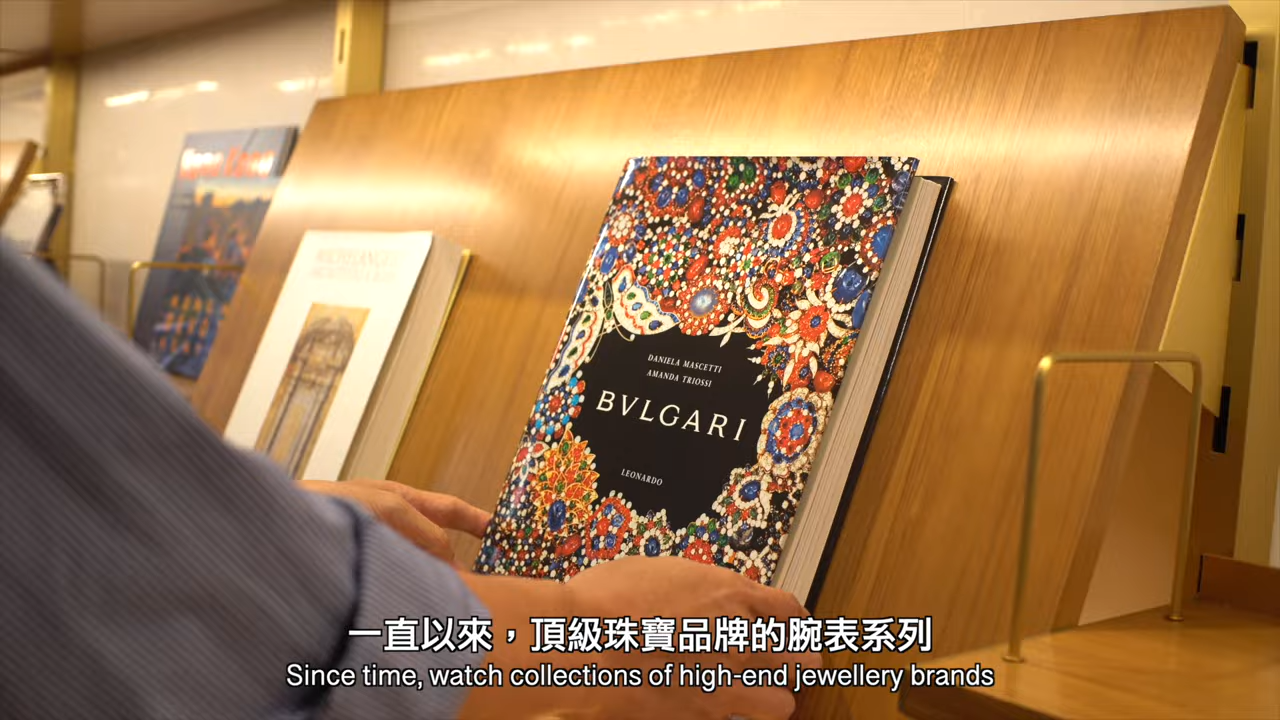 DANIELA MASCETTI
AMANDA TRIOSSI
BVLGARI
LEONARDO
一直以來，頂級珠寶品牌的腕表系列
Since time, watch collections of high-end jewellery brands